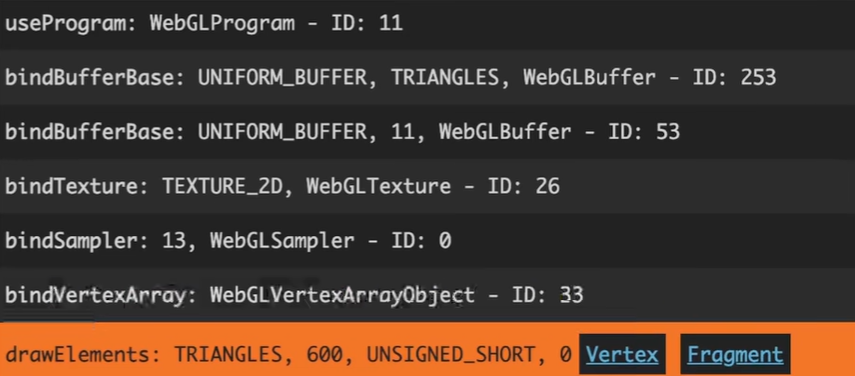 useProgram: WebGLProgram - ID: 11
bindBufferBase: UNIFORM_BUFFER, TRIANGLES, WebGLBuffer - ID: 253
bindBufferBase: UNIFORM_BUFFER, 11, WebGLBuffer - ID: 53
bindTexture: TEXTURE_2D, WebGLTexture - ID: 26
bindSampler: 13, WebGLSampler - ID: 0
bindVertexArray: WebGLVertexArrayObject - ID: 33
drawElements: TRIANGLES, 600, UNSIGNED_SHORT, 0 Vertex Fragment